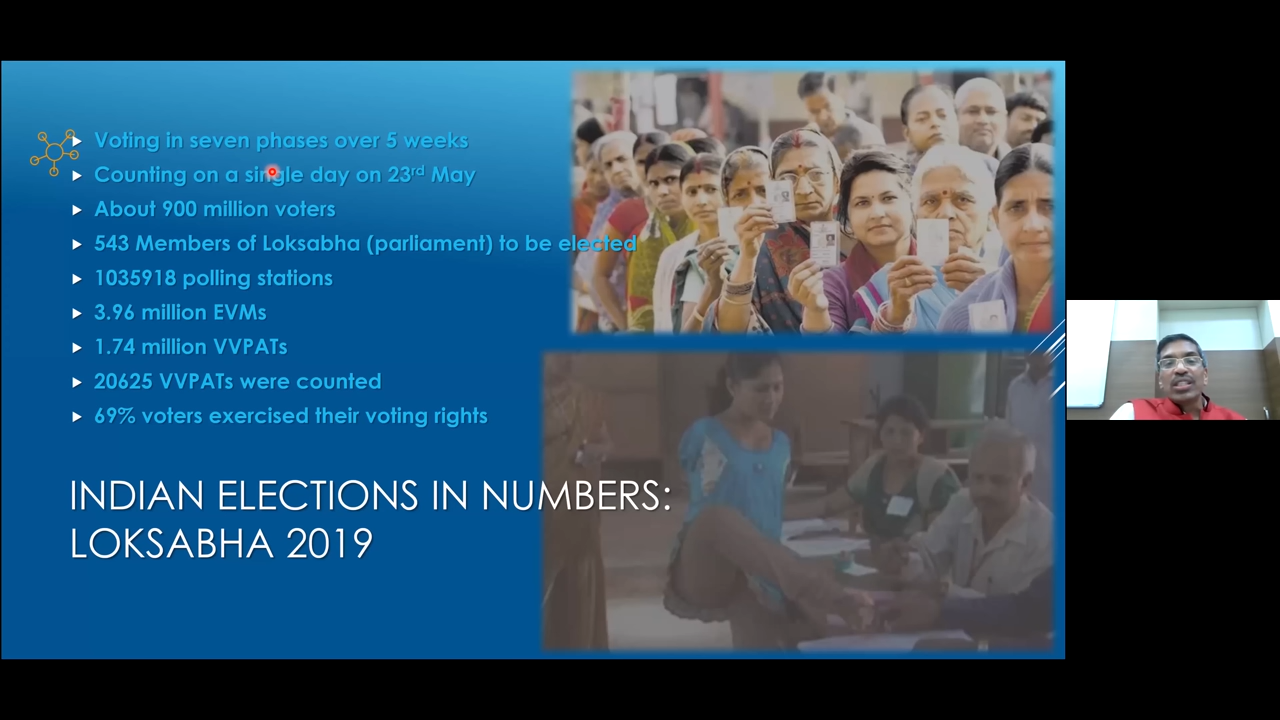 Voting in seven phases over 5 weeks
Counting on a single day on 23rd May
About 900 million voters
543 Members of Loksabha (parliament) to be elected
1035918 polling stations
3.96 million EVMs
1.74 million VVPATs
20625 VVPATs were counted
69% voters exercised their voting rights
INDIAN ELECTIONS IN NUMBERS:
LOKSABHA 2019